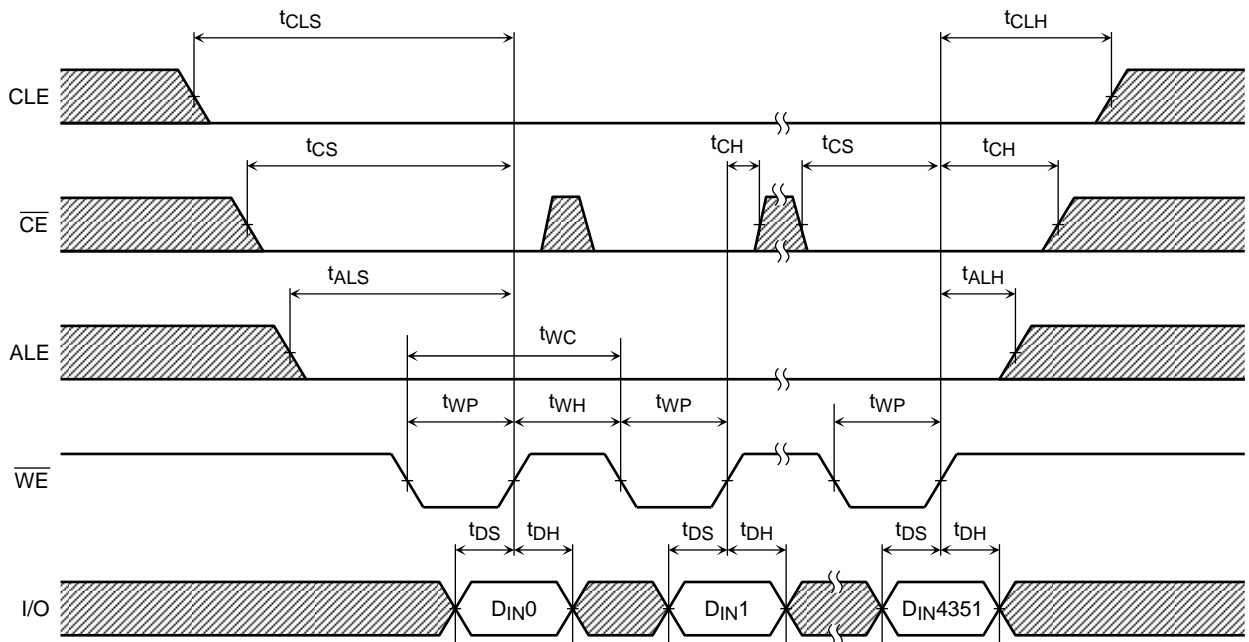 tCLS
tCLH
CLE
tCS
tCH
tCS
tCH
CE
tALS
tALH
tWC
ALE
tWP
tWH
tWP
tWP
WE
tDS
tDH
tDS
tDH
tDS
tDH
I/O
DIN0
DIN1
DIN4351